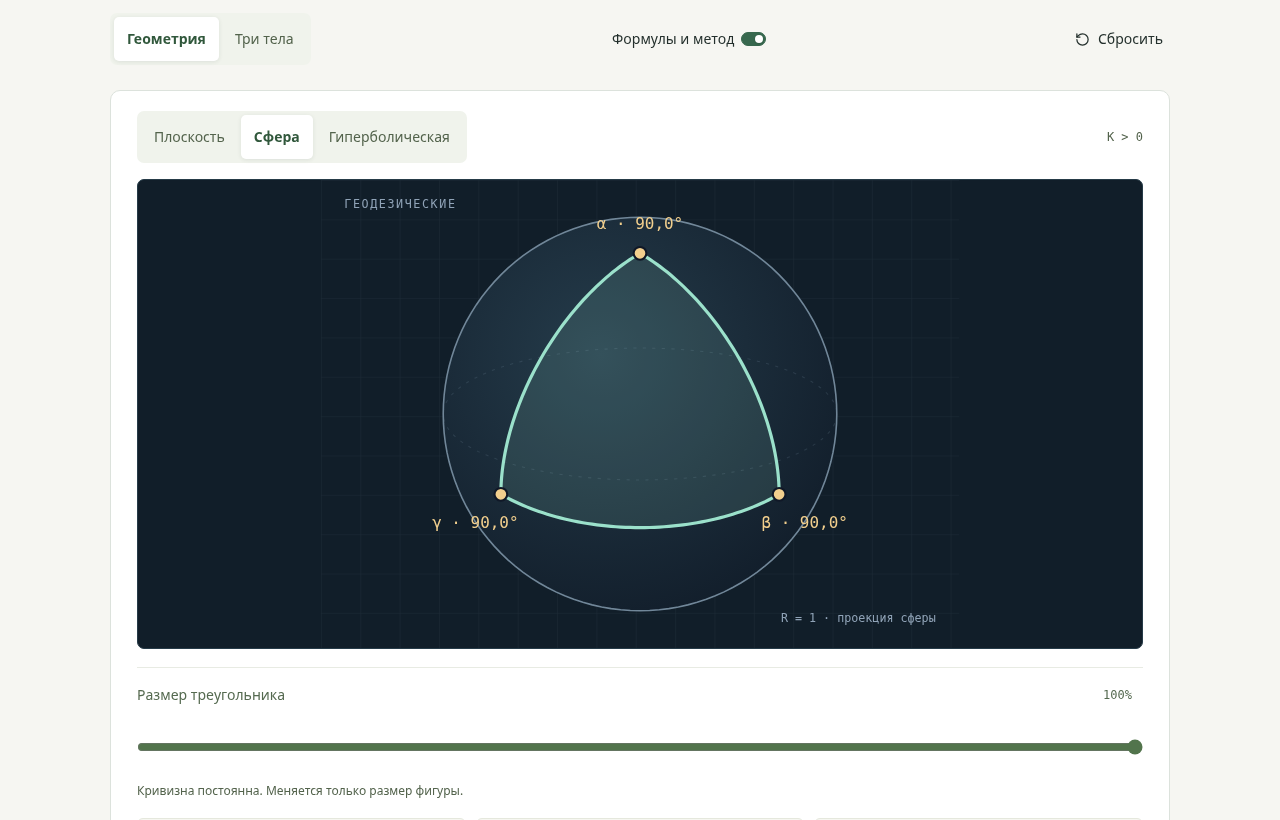 Геометрия
Три тела
Формулы и метод
Сбросить
Плоскость
Сфера
Гиперболическая
K > 0
ГЕОДЕЗИЧЕСКИЕ
α · 90,0°
γ · 90,0°
β · 90,0°
R = 1 · проекция сферы
Размер треугольника
100%
Кривизна постоянна. Меняется только размер фигуры.